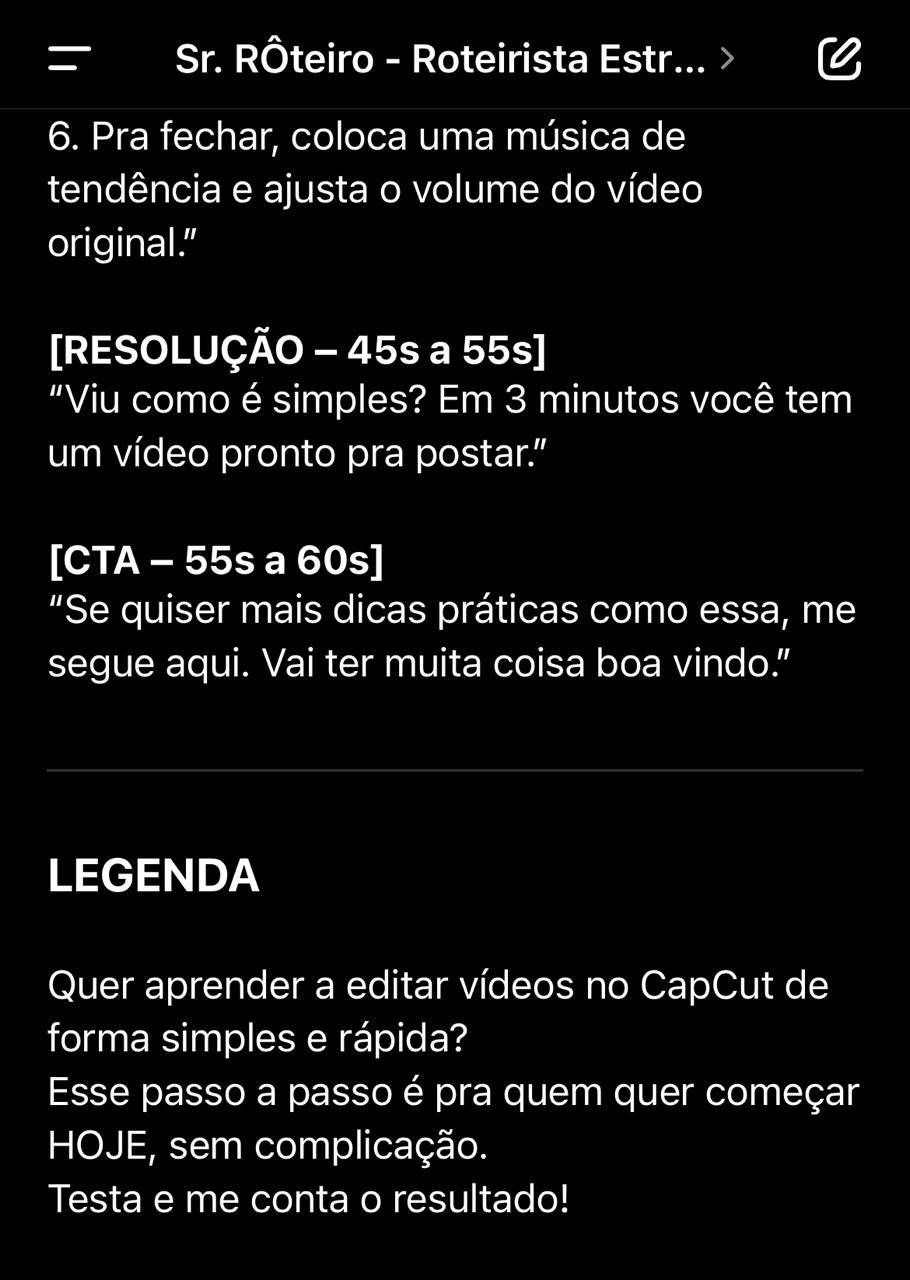 Sr. RÔteiro - Roteirista Estr...
6. Pra fechar, coloca uma música de
tendência e ajusta o volume do vídeo
original.”
[RESOLUÇÃO – 45s a 55s]
“Viu como é simples? Em 3 minutos você tem
um vídeo pronto pra postar.”
[CTA – 55s a 60s]
“Se quiser mais dicas práticas como essa, me
segue aqui. Vai ter muita coisa boa vindo.”
LEGENDA
Quer aprender a editar vídeos no CapCut de
forma simples e rápida?
Esse passo a passo é pra quem quer começar
HOJE, sem complicação.
Testa e me conta o resultado!